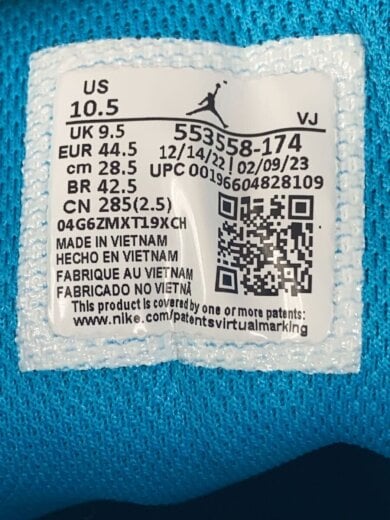 US
10.5
VJ
UK 9.5
553558-174
EUR 44.5
12/14/22 | 02/09/23
cm 28.5
UPC 00196604828109
BR 42.5
CN 285(2.5)
04G6ZMXT19XCH
MADE IN VIETNAM
HECHO EN VIETNAM
FABRIQUE AU VIETNAM
FABRICADO NO VIETNÃ
This product is covered by one or more patents:
www.nike.com/patentsvirtualmarking